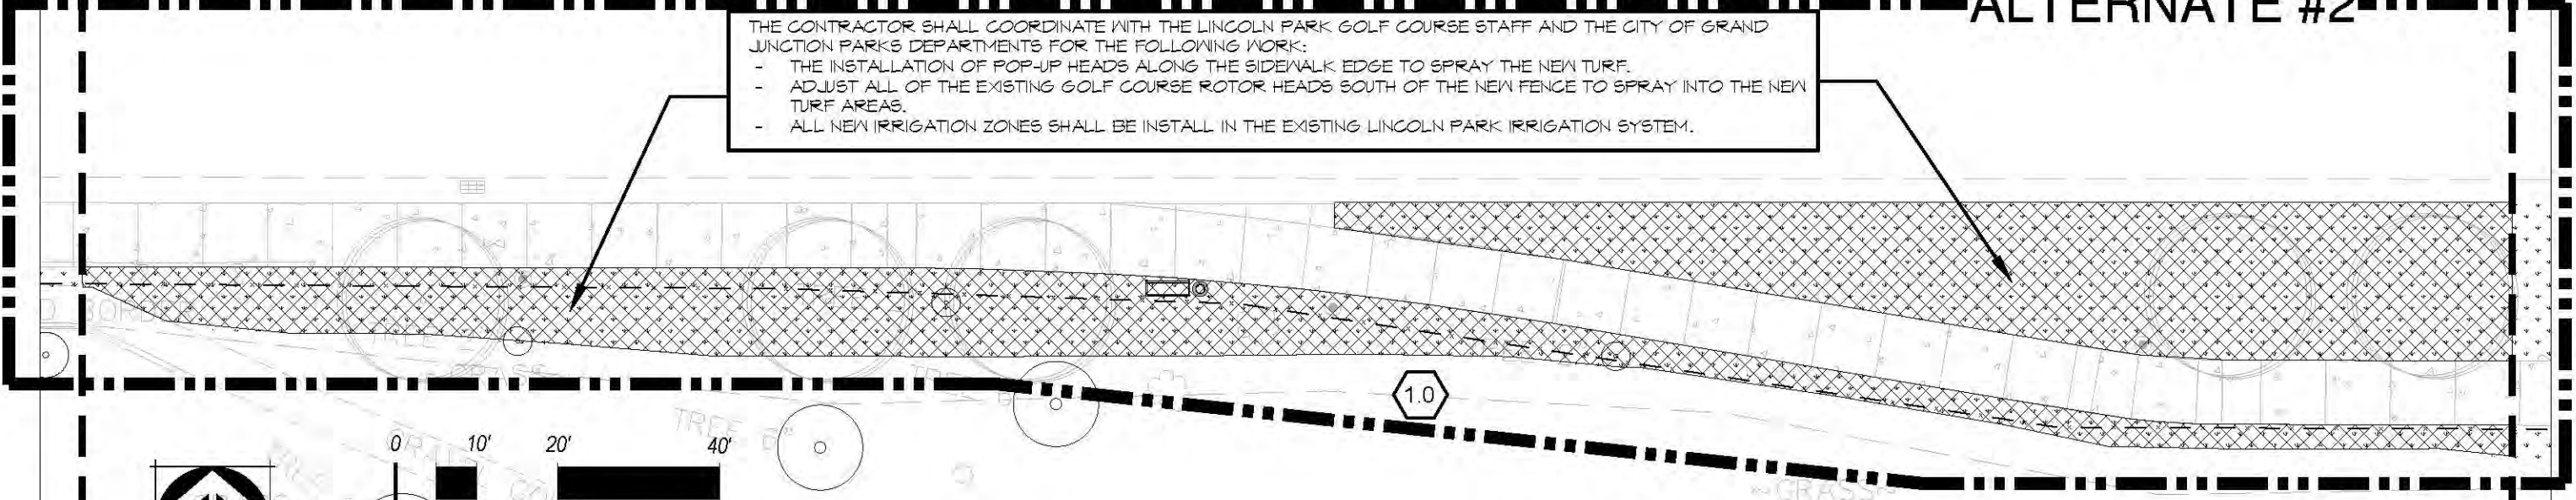 ALTERNATE #2
THE CONTRACTOR SHALL COORDINATE WITH THE LINCOLN PARK GOLF COURSE STAFF AND THE CITY OF GRAND
JUNCTION PARKS DEPARTMENTS FOR THE FOLLOWING WORK:
- THE INSTALLATION OF POP-UP HEADS ALONG THE SIDEWALK EDGE TO SPRAY THE NEW TURF.
- ADJUST ALL OF THE EXISTING GOLF COURSE ROTOR HEADS SOUTH OF THE NEW FENCE TO SPRAY INTO THE NEW
TURF AREAS.
- ALL NEW IRRIGATION ZONES SHALL BE INSTALL IN THE EXISTING LINCOLN PARK IRRIGATION SYSTEM.
TREE
GRASS
1.0
TREE 6"
0 10' 20' 40'
GRASS